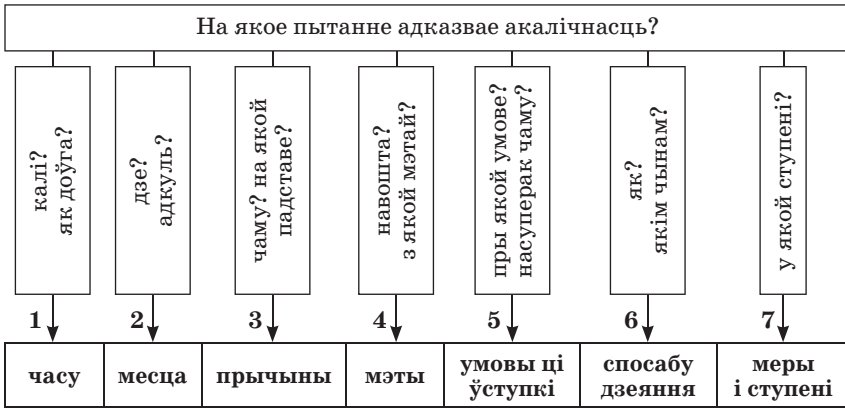 На якое пытанне адказвае акалічнасць?
калі?
як доўга?
дзе?
адкуль?
чаму? на якой
падставе?
навошта?
з якой мэтай?
пры якой умове?
насуперак чаму?
як?
якім чынам?
у якой ступені?
1
2
3
4
5
6
7
часу
месца
прычыны
мэты
умовы ці
ўступкі
спосабу
дзеяння
меры
і ступені